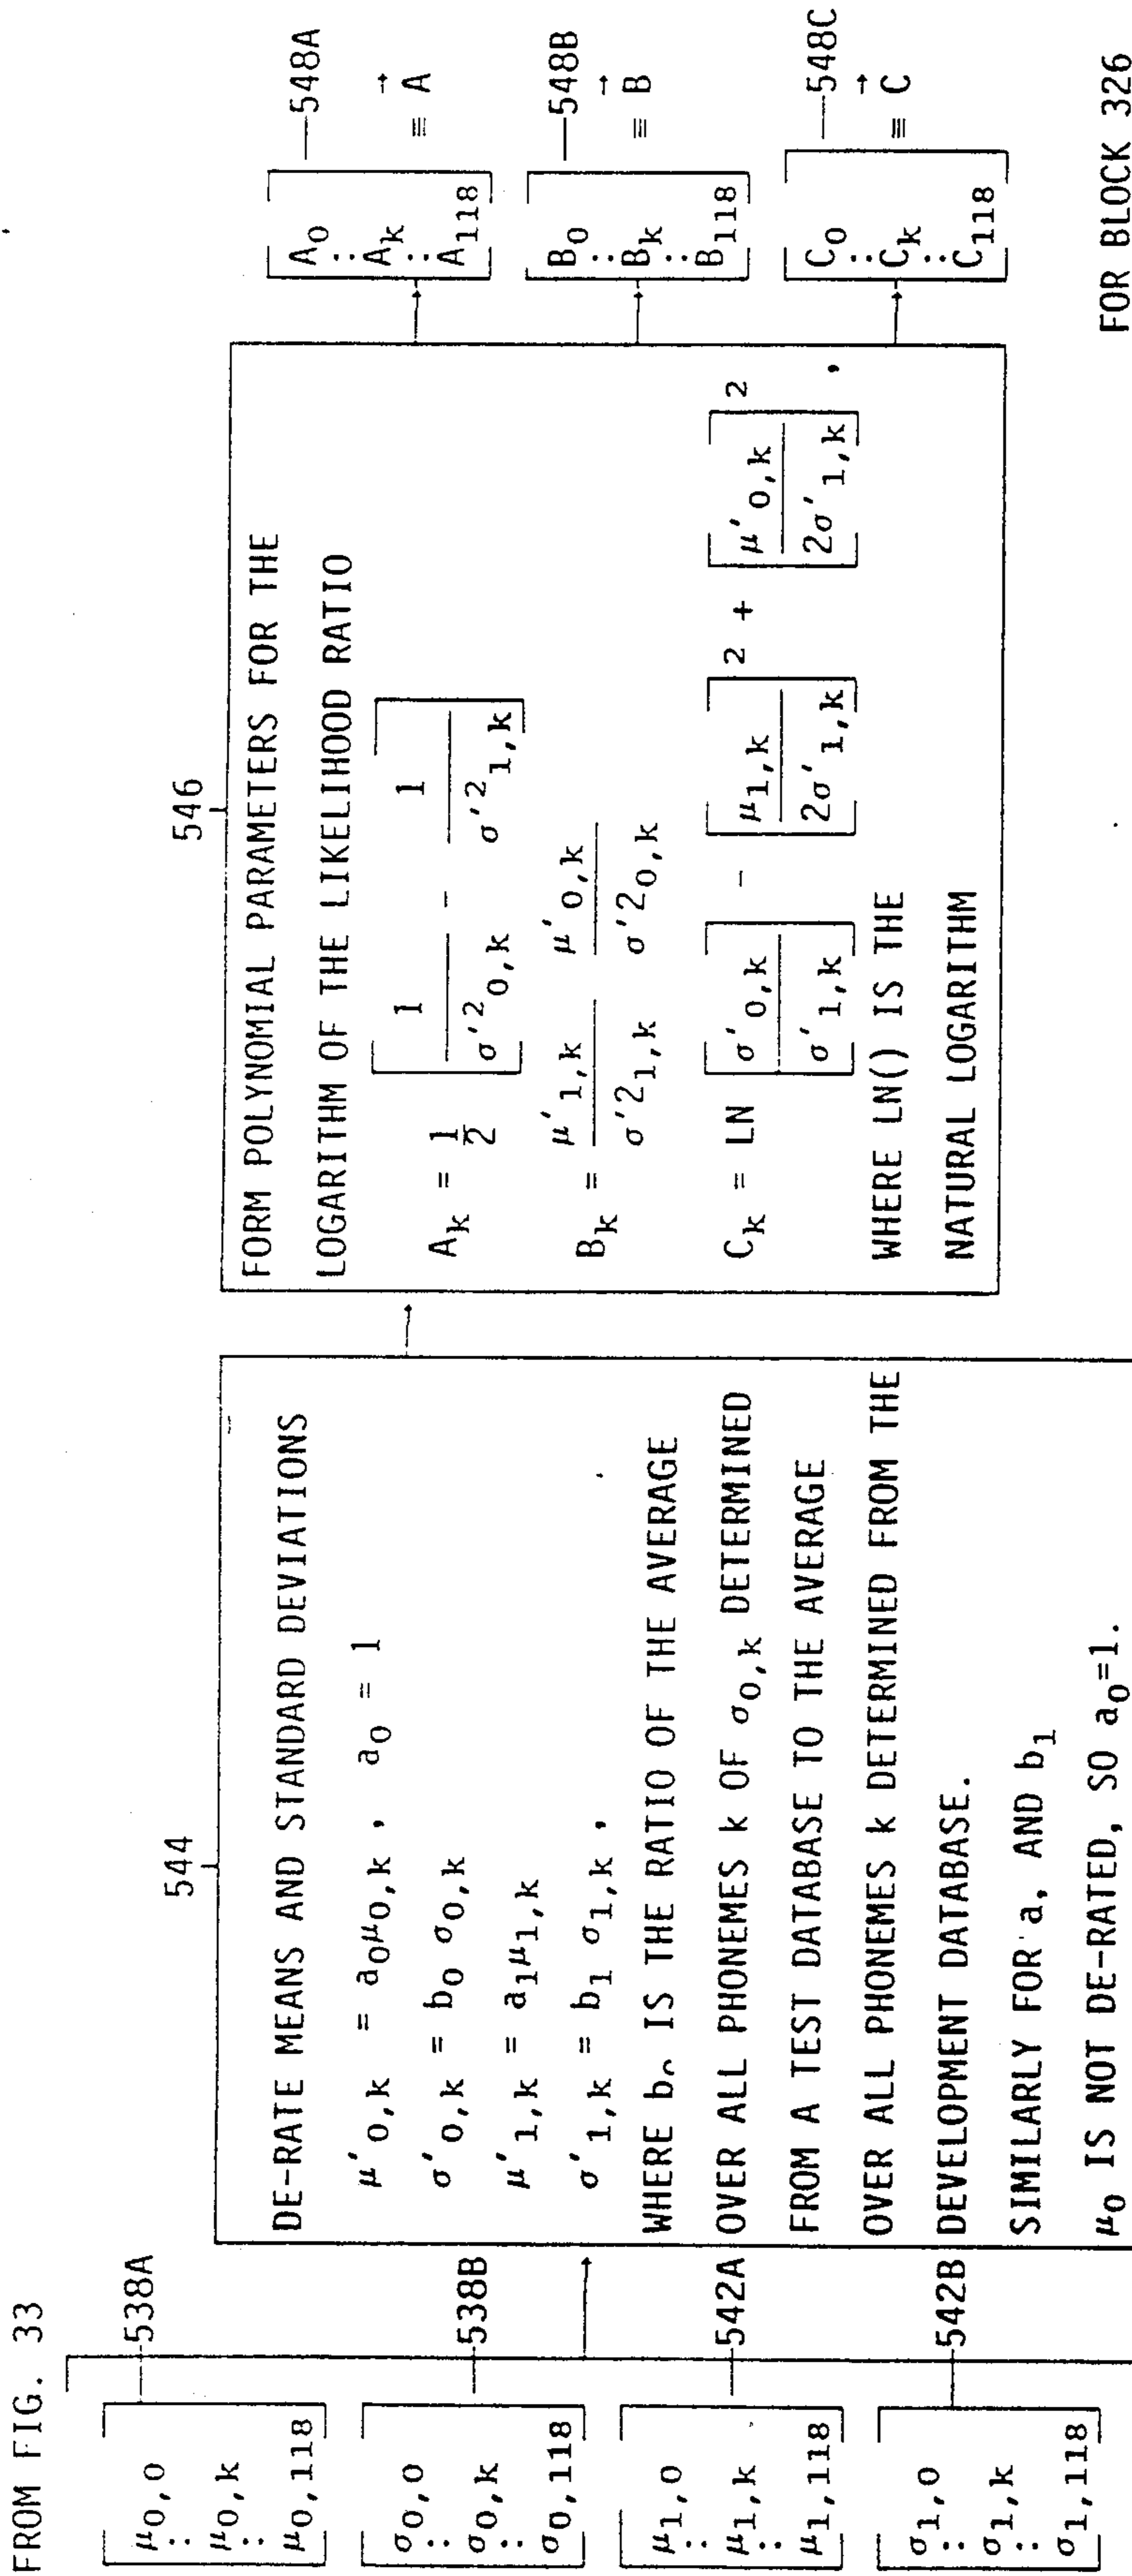 FROM FIG. 33
μ0,0
:
μ0,k
:
μ0,118
538A
σ0,0
:
σ0,k
:
σ0,118
538B
μ1,0
:
μ1,k
:
μ1,118
542A
σ1,0
:
σ1,k
:
σ1,118
542B
544
DE-RATE MEANS AND STANDARD DEVIATIONS
μ'0,k = a0μ0,k , a0 = 1
σ'0,k = b0 σ0,k
μ'1,k = a1μ1,k
σ'1,k = b1 σ1,k ,
WHERE b0 IS THE RATIO OF THE AVERAGE
OVER ALL PHONEMES k OF σ0,k DETERMINED
FROM A TEST DATABASE TO THE AVERAGE
OVER ALL PHONEMES k DETERMINED FROM THE
DEVELOPMENT DATABASE.
SIMILARLY FOR a, AND b1
μ0 IS NOT DE-RATED, SO a0=1.
546
FORM POLYNOMIAL PARAMETERS FOR THE
LOGARITHM OF THE LIKELIHOOD RATIO
Ak = 1/2 [ 1/σ'²0,k - 1/σ'²1,k ]
Bk = μ'1,k/σ'21,k μ'0,k/σ'20,k
Ck = LN [ σ'0,k/σ'1,k ] - [ μ1,k/2σ'1,k ] 2 + [ μ'0,k/2σ'1,k ] 2 ,
WHERE LN() IS THE
NATURAL LOGARITHM
A0
:
Ak
:
A118
548A
≡ A→
B0
:
Bk
:
B118
548B
≡ B→
C0
:
Ck
:
C118
548C
≡ C→
FOR BLOCK 326